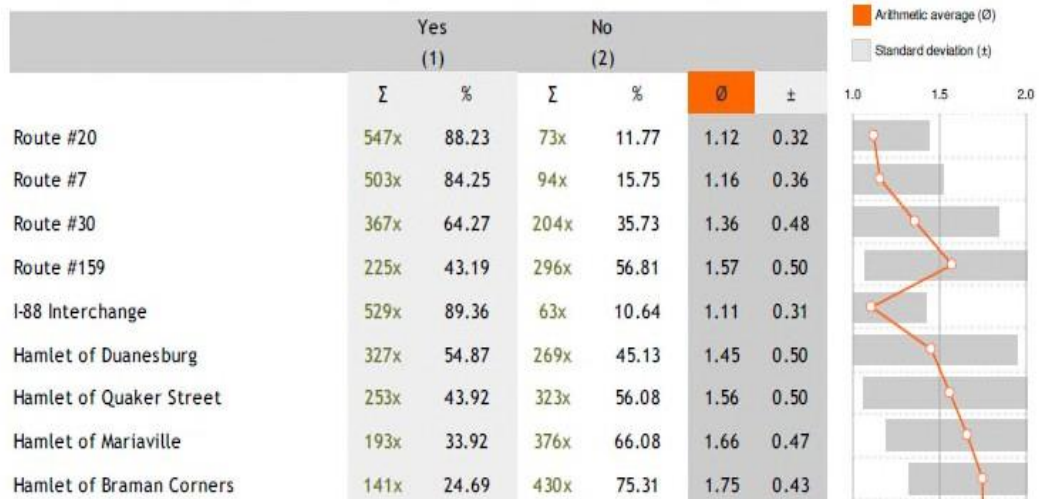 Yes No
(1) (2)
Arithmetic average (Ø)
Standard deviation (±)
Σ % Σ % Ø ±
1.0 1.5 2.0
Route #20 547x 88.23 73x 11.77 1.12 0.32
Route #7 503x 84.25 94x 15.75 1.16 0.36
Route #30 367x 64.27 204x 35.73 1.36 0.48
Route #159 225x 43.19 296x 56.81 1.57 0.50
I-88 Interchange 529x 89.36 63x 10.64 1.11 0.31
Hamlet of Duanesburg 327x 54.87 269x 45.13 1.45 0.50
Hamlet of Quaker Street 253x 43.92 323x 56.08 1.56 0.50
Hamlet of Mariaville 193x 33.92 376x 66.08 1.66 0.47
Hamlet of Braman Corners 141x 24.69 430x 75.31 1.75 0.43